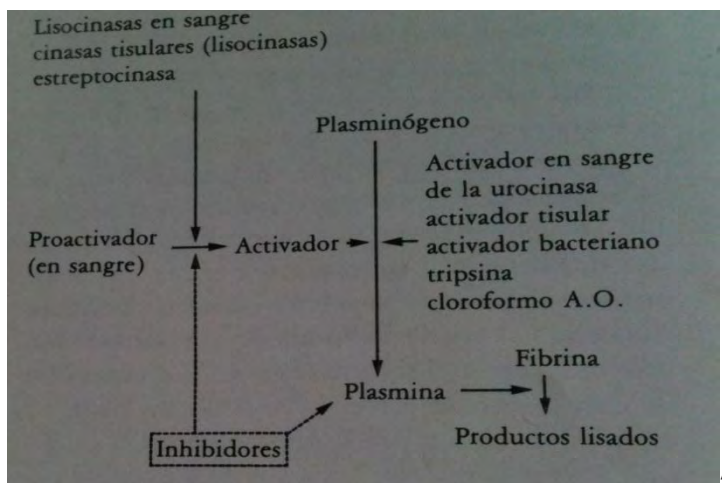 Lisocinasas en sangre
cinasas tisulares (lisocinasas)
estreptocinasa
Plasminógeno
Activador en sangre
de la urocinasa
activador tisular
activador bacteriano
tripsina
cloroformo A.O.
Proactivador
(en sangre)
Activador
Fibrina
Plasmina
Inhibidores
Productos lisados